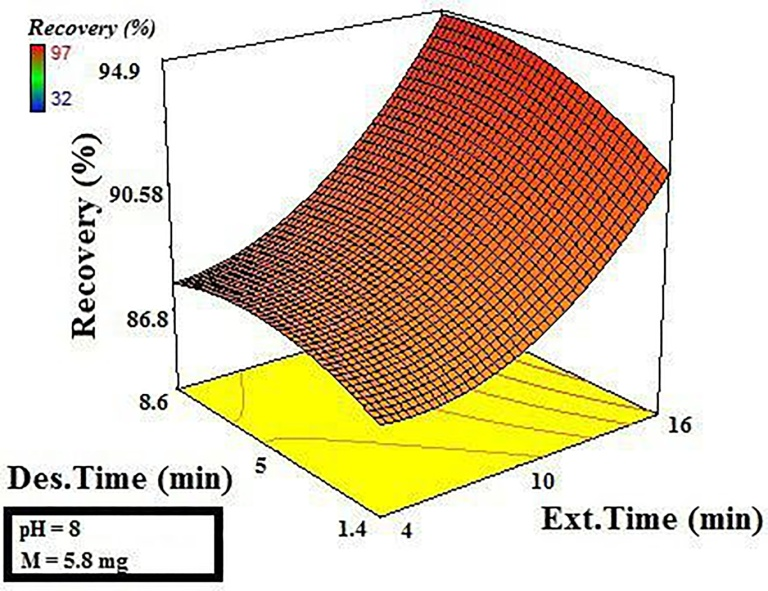 Recovery (%)
97
32
94.9
90.58
86.8
8.6
Recovery (%)
Des.Time (min)
5
1.4
4
10
16
Ext.Time (min)
pH = 8
M = 5.8 mg